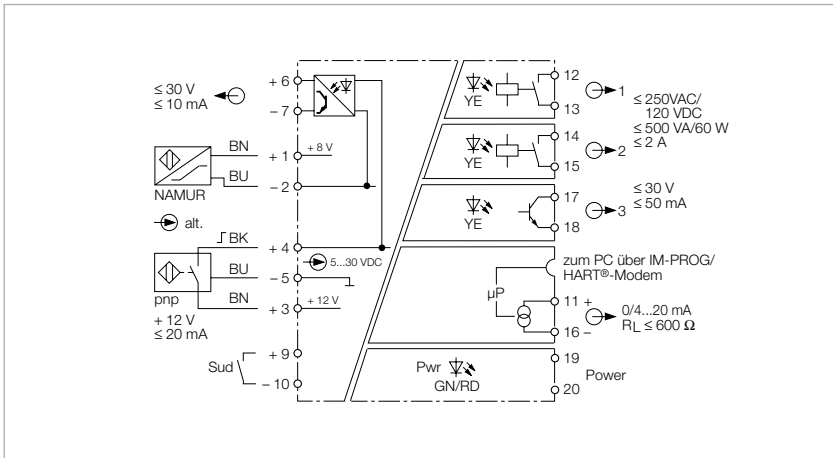 ≤ 30 V
≤ 10 mA
+ 6
- 7
BN
+ 1
+ 8 V
BU
- 2
NAMUR
alt.
BK
+ 4
5...30 VDC
BU
- 5
pnp
BN
+ 3
+ 12 V
+ 12 V
≤ 20 mA
Sud
+ 9
- 10
YE
12
13
1
≤ 250VAC/
120 VDC
≤ 500 VA/60 W
≤ 2 A
YE
14
15
2
YE
17
18
3
≤ 30 V
≤ 50 mA
zum PC über IM-PROG/
HART®-Modem
µP
11 +
16 –
0/4...20 mA
RL ≤ 600 Ω
Pwr
GN/RD
19
20
Power